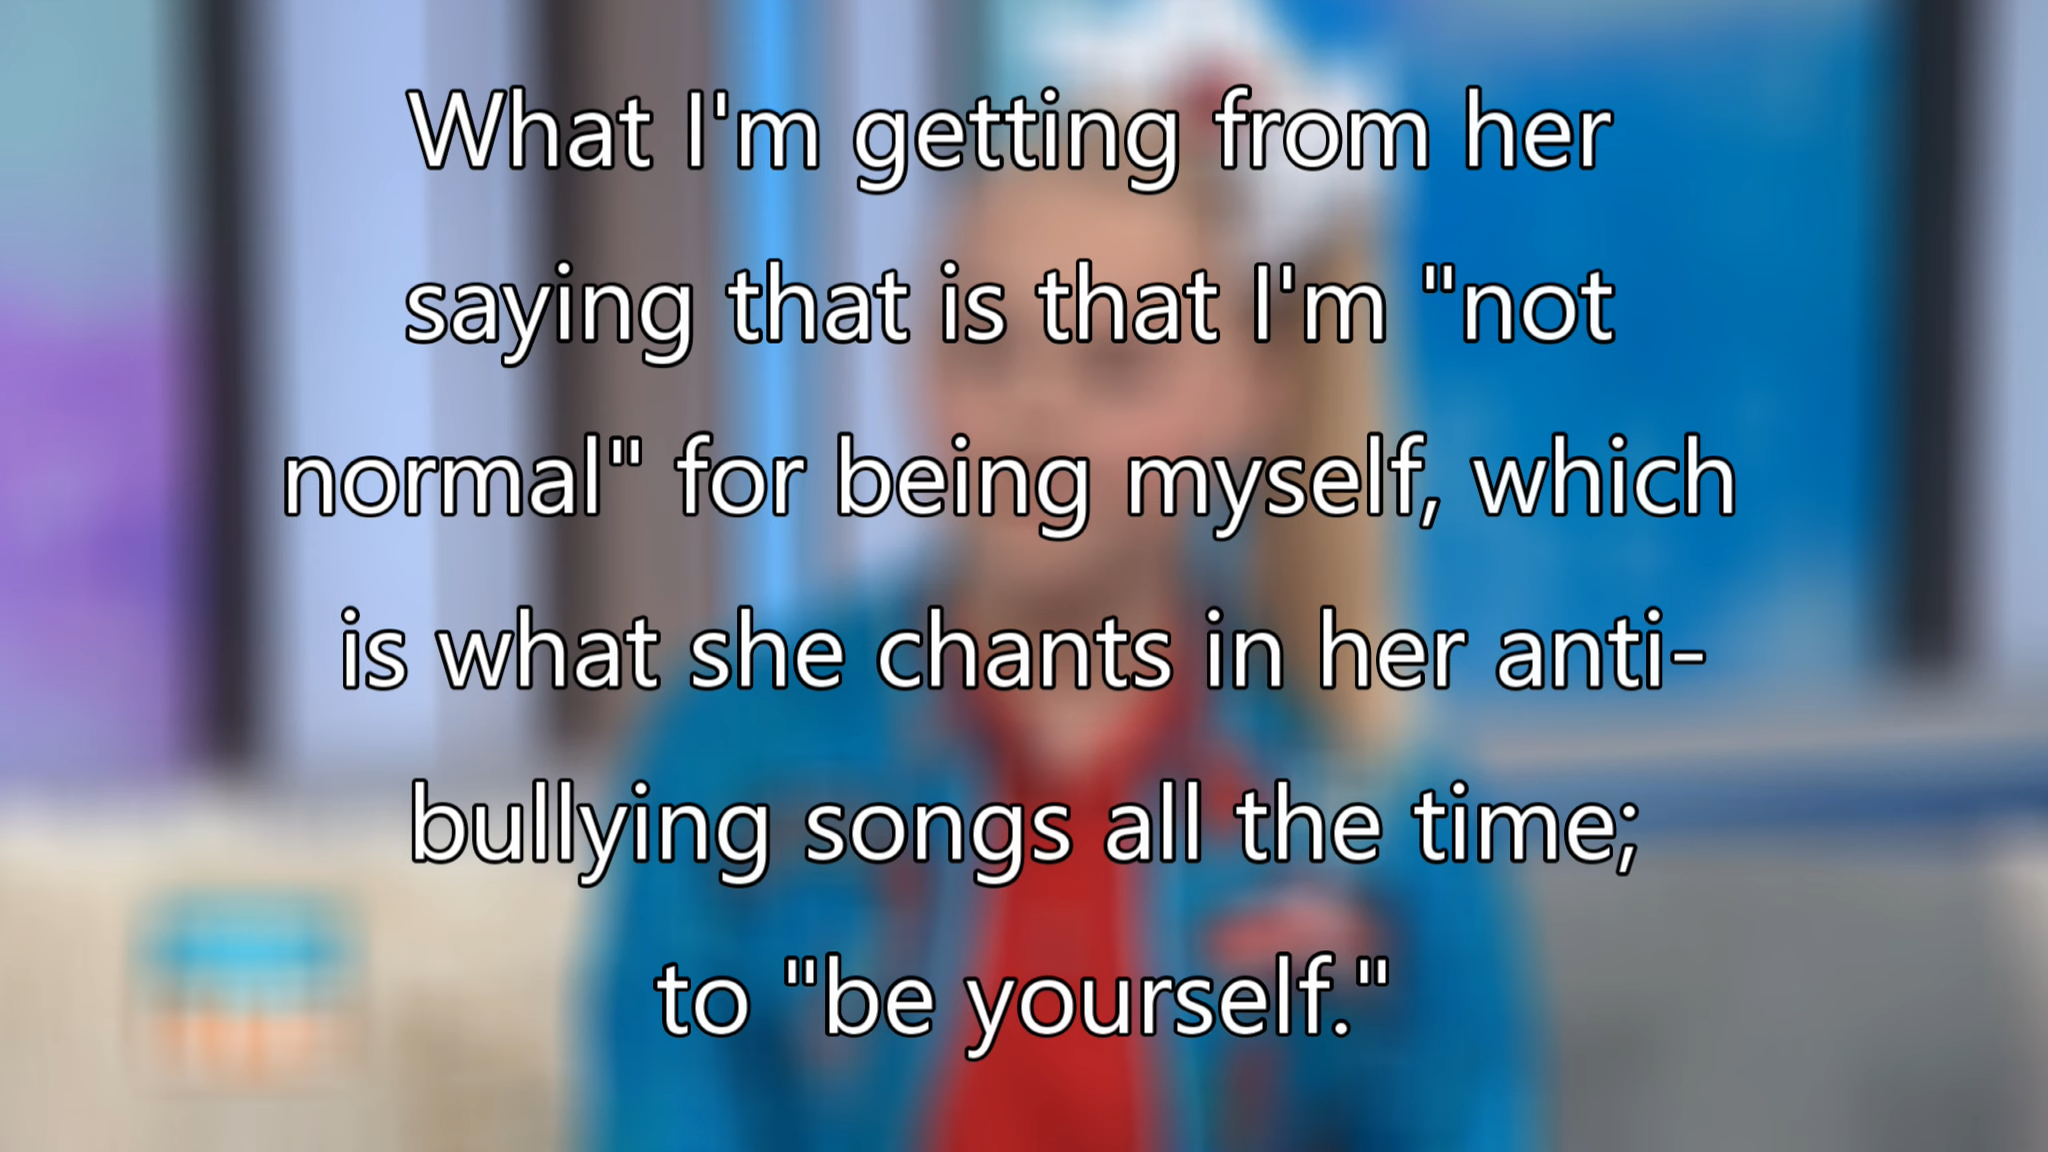 What I'm getting from her
saying that is that I'm "not
normal" for being myself, which
is what she chants in her anti-
bullying songs all the time;
to "be yourself."